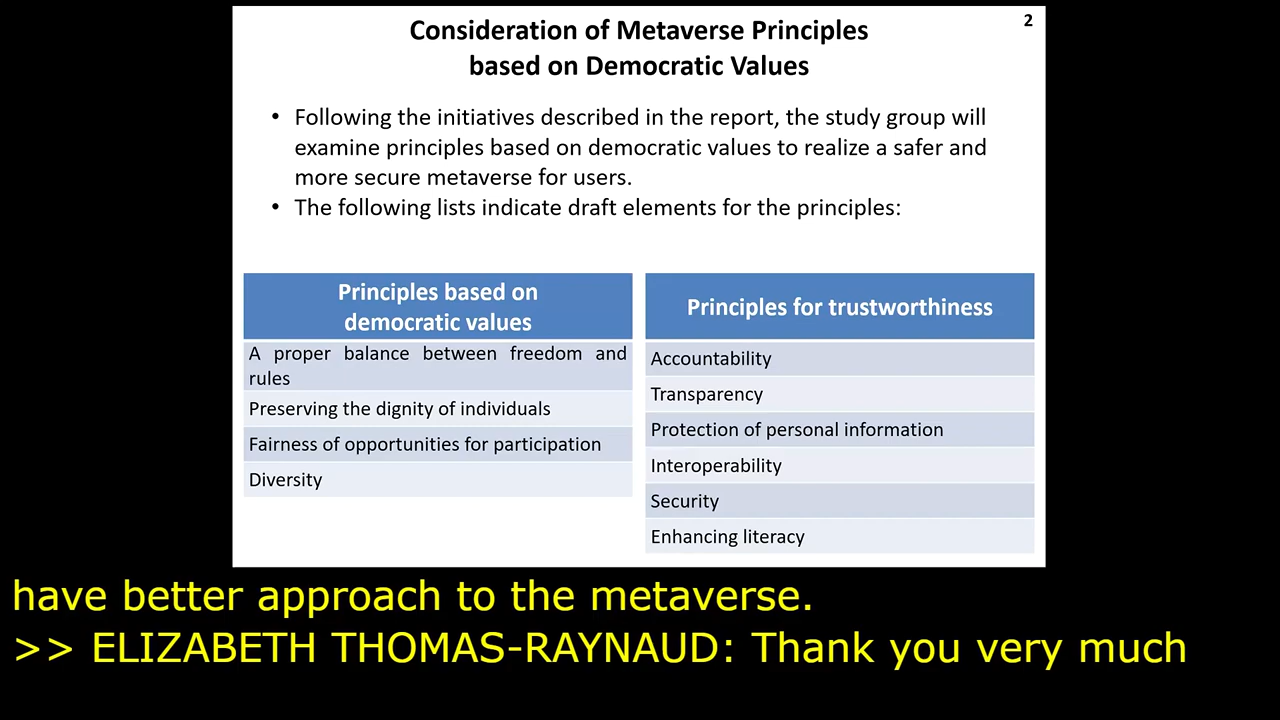 2
Consideration of Metaverse Principles
based on Democratic Values
• Following the initiatives described in the report, the study group will
examine principles based on democratic values to realize a safer and
more secure metaverse for users.
• The following lists indicate draft elements for the principles:
Principles based on
democratic values
A proper balance between freedom and
rules
Preserving the dignity of individuals
Fairness of opportunities for participation
Diversity
Principles for trustworthiness
Accountability
Transparency
Protection of personal information
Interoperability
Security
Enhancing literacy
have better approach to the metaverse.
>> ELIZABETH THOMAS-RAYNAUD: Thank you very much